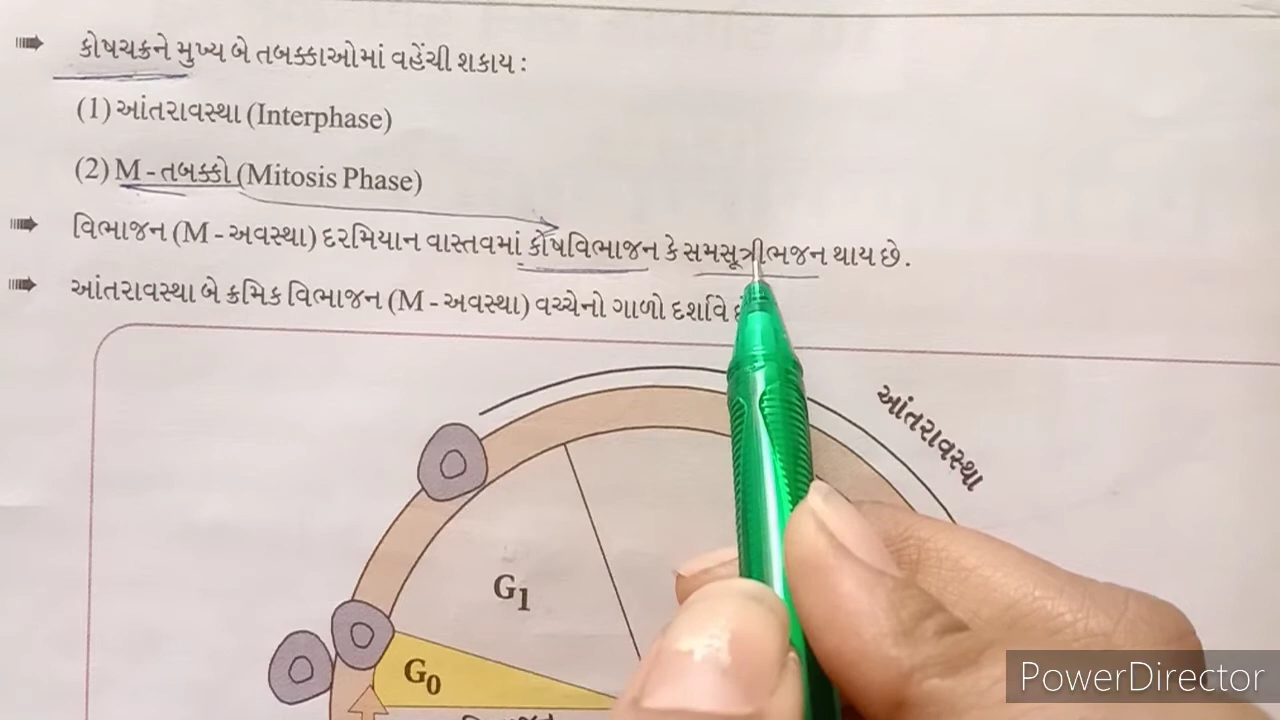 કોષચક્રને મુખ્ય બે તબક્કાઓમાં વહેંચી શકાય :
(1) આંતરાવસ્થા (Interphase)
(2) M - તબક્કો (Mitosis Phase)
વિભાજન (M - અવસ્થા) દરમિયાન વાસ્તવમાં કોષવિભાજન કે સમસૂત્રીભજન થાય છે.
આંતરાવસ્થા બે ક્રમિક વિભાજન (M - અવસ્થા) વચ્ચેનો ગાળો દર્શાવે
આંતરાવસ્થા
G1
G0
PowerDirector